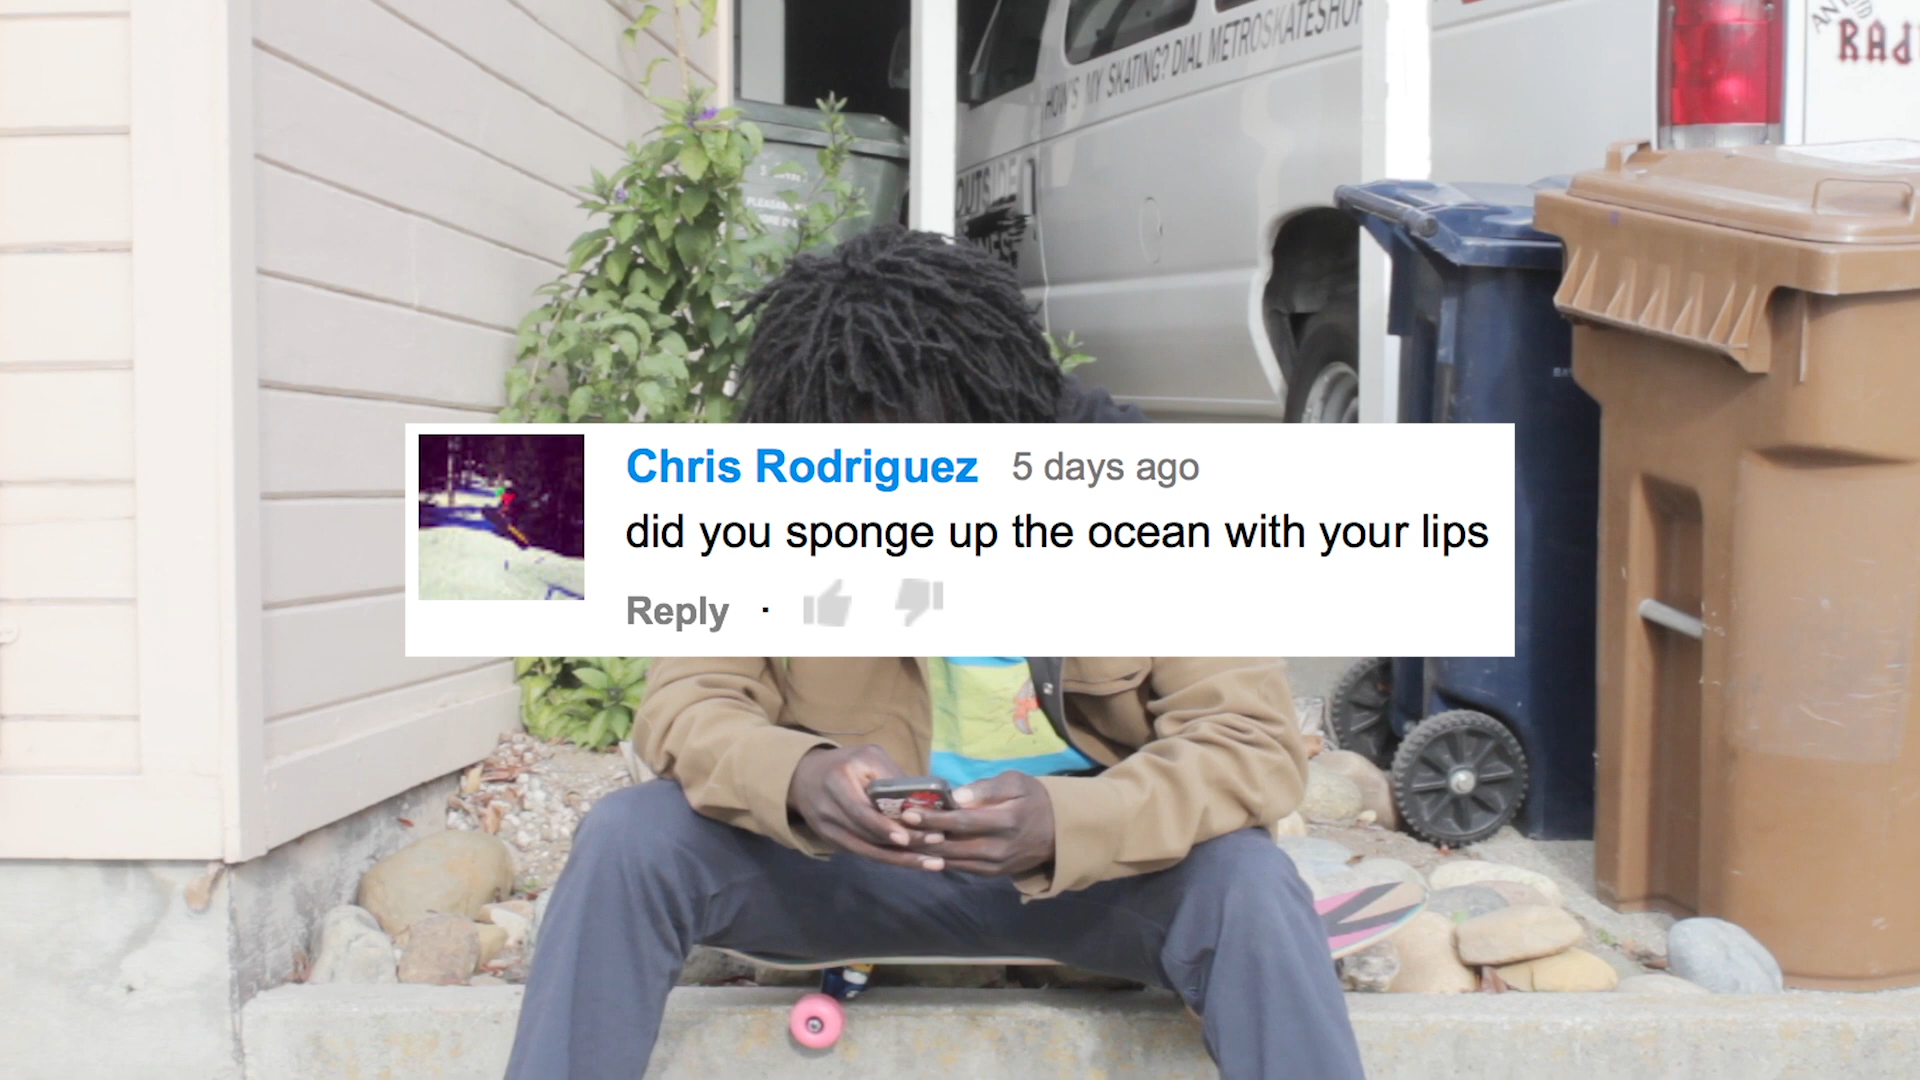 HOW'S MY SKATING? DIAL METROSKATESHOP
OUTSIDE
Chris Rodriguez 5 days ago
did you sponge up the ocean with your lips
Reply ·